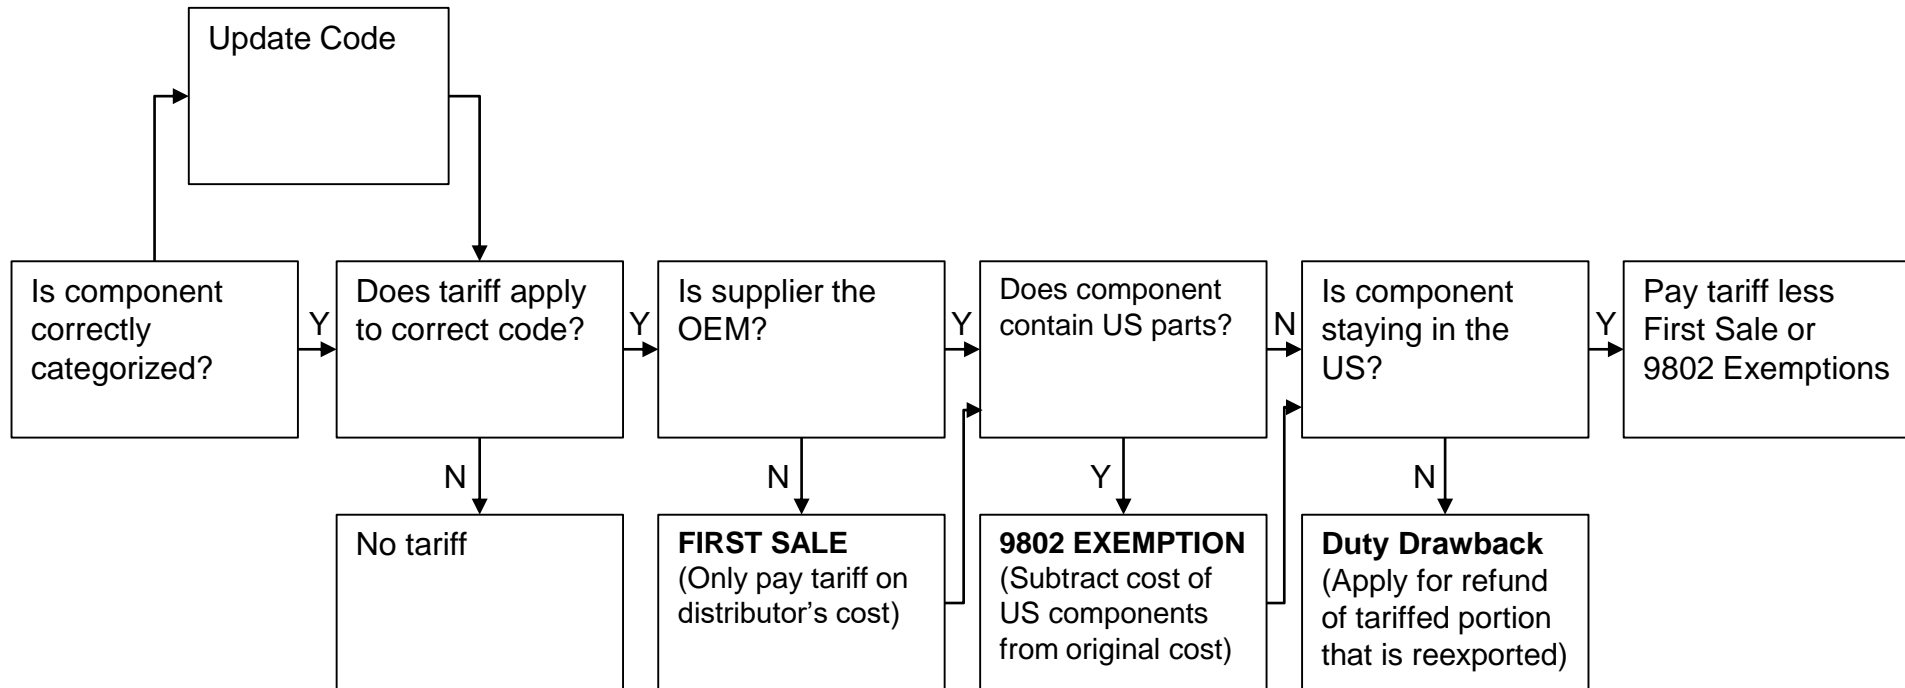 Update Code
Is component
correctly
categorized?
Y
Does tariff apply
to correct code?
Y
Is supplier the
OEM?
Y
Does component
contain US parts?
N
Is component
staying in the
US?
Y
Pay tariff less
First Sale or
9802 Exemptions
N
N
Y
N
No tariff
FIRST SALE
(Only pay tariff on
distributor’s cost)
9802 EXEMPTION
(Subtract cost of
US components
from original cost)
Duty Drawback
(Apply for refund
of tariffed portion
that is reexported)